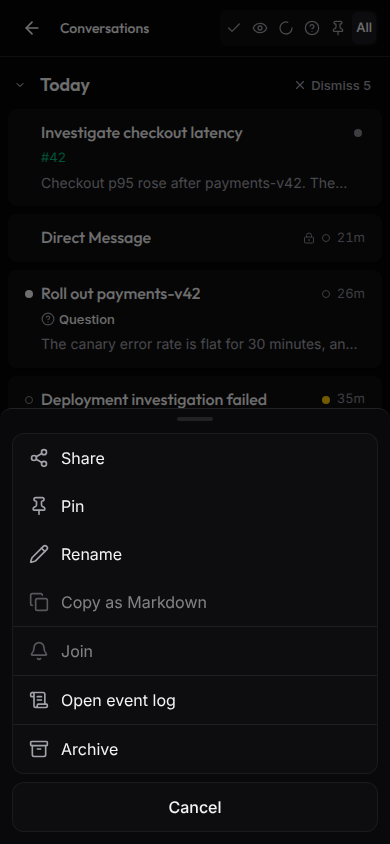 Conversations
All
Today
Dismiss 5
Investigate checkout latency
#42
Checkout p95 rose after payments-v42. The...
Direct Message
21m
Roll out payments-v42
26m
Question
The canary error rate is flat for 30 minutes, an...
Deployment investigation failed
35m
Share
Pin
Rename
Copy as Markdown
Join
Open event log
Archive
Cancel